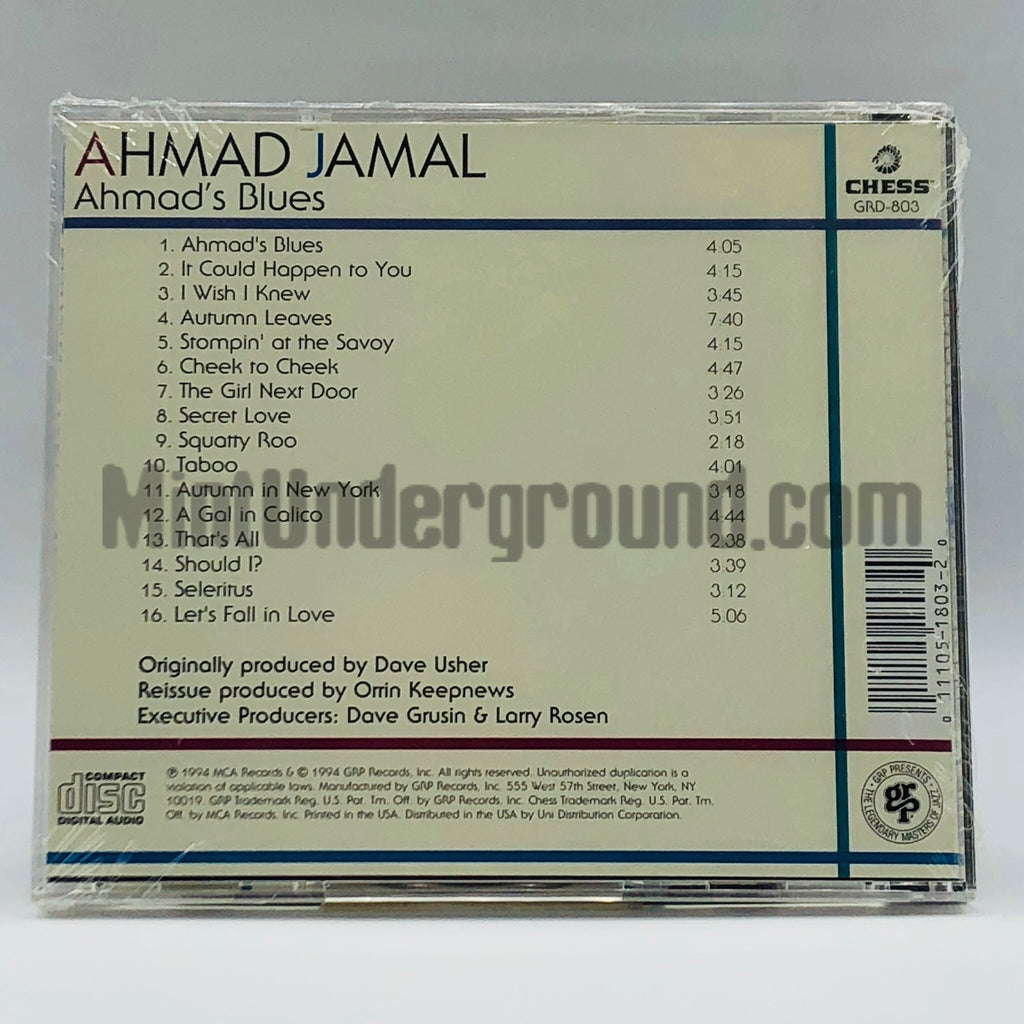 AHMAD JAMAL
Ahmad's Blues
CHESS
GRD-803
1. Ahmad's Blues 4:05
2. It Could Happen to You 4:15
3. I Wish I Knew 3:45
4. Autumn Leaves 7:40
5. Stompin' at the Savoy 4:15
6. Cheek to Cheek 4:47
7. The Girl Next Door 3:26
8. Secret Love 3:51
9. Squatty Roo 2:18
10. Taboo 4:01
11. Autumn in New York 3:18
12. A Gal in Calico 4:44
13. That's All 2:38
14. Should I? 3:39
15. Seleritus 3:12
16. Let's Fall in Love 5:06
MintUnderground.com
Originally produced by Dave Usher
Reissue produced by Orrin Keepnews
Executive Producers: Dave Grusin & Larry Rosen
0 11105-1803-2 0
COMPACT
disc
DIGITAL AUDIO
℗ 1994 MCA Records & © 1994 GRP Records, Inc. All rights reserved. Unauthorized duplication is a
violation of applicable laws. Manufactured by GRP Records, Inc. 555 West 57th Street, New York, NY
10019. GRP Trademark Reg. U.S. Pat. Tm. Off. by GRP Records, Inc. Chess Trademark Reg. U.S. Pat. Tm.
Off. by MCA Records, Inc. Printed in the USA. Distributed in the USA by Uni Distribution Corporation.
GRP PRESENTS • THE LEGENDARY MASTERS OF JAZZ •
grp